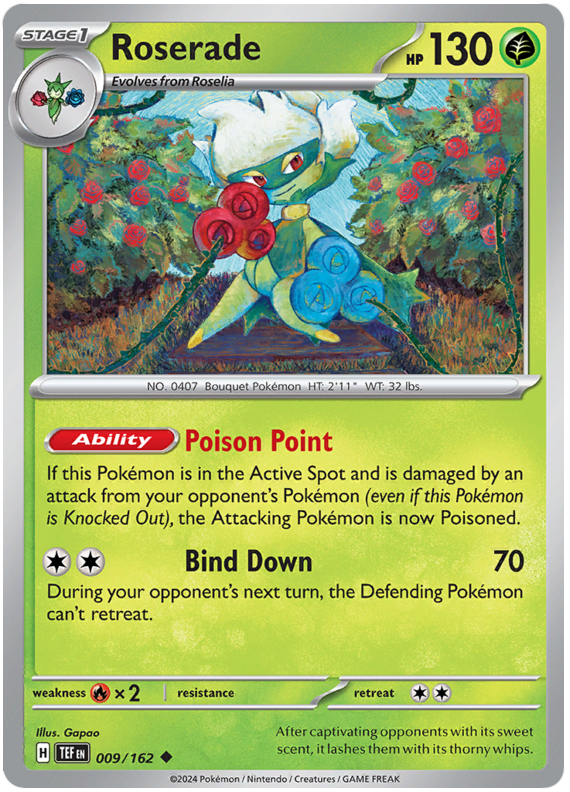 STAGE1
Roserade
HP 130
Evolves from Roselia
NO. 0407 Bouquet Pokémon HT: 2'11" WT: 32 lbs.
Ability Poison Point
If this Pokémon is in the Active Spot and is damaged by an
attack from your opponent's Pokémon (even if this Pokémon
is Knocked Out), the Attacking Pokémon is now Poisoned.
Bind Down 70
During your opponent's next turn, the Defending Pokémon
can't retreat.
weakness ×2 resistance retreat
Illus. Gapao
After captivating opponents with its sweet
scent, it lashes them with its thorny whips.
H TEF EN 009/162
©2024 Pokémon / Nintendo / Creatures / GAME FREAK